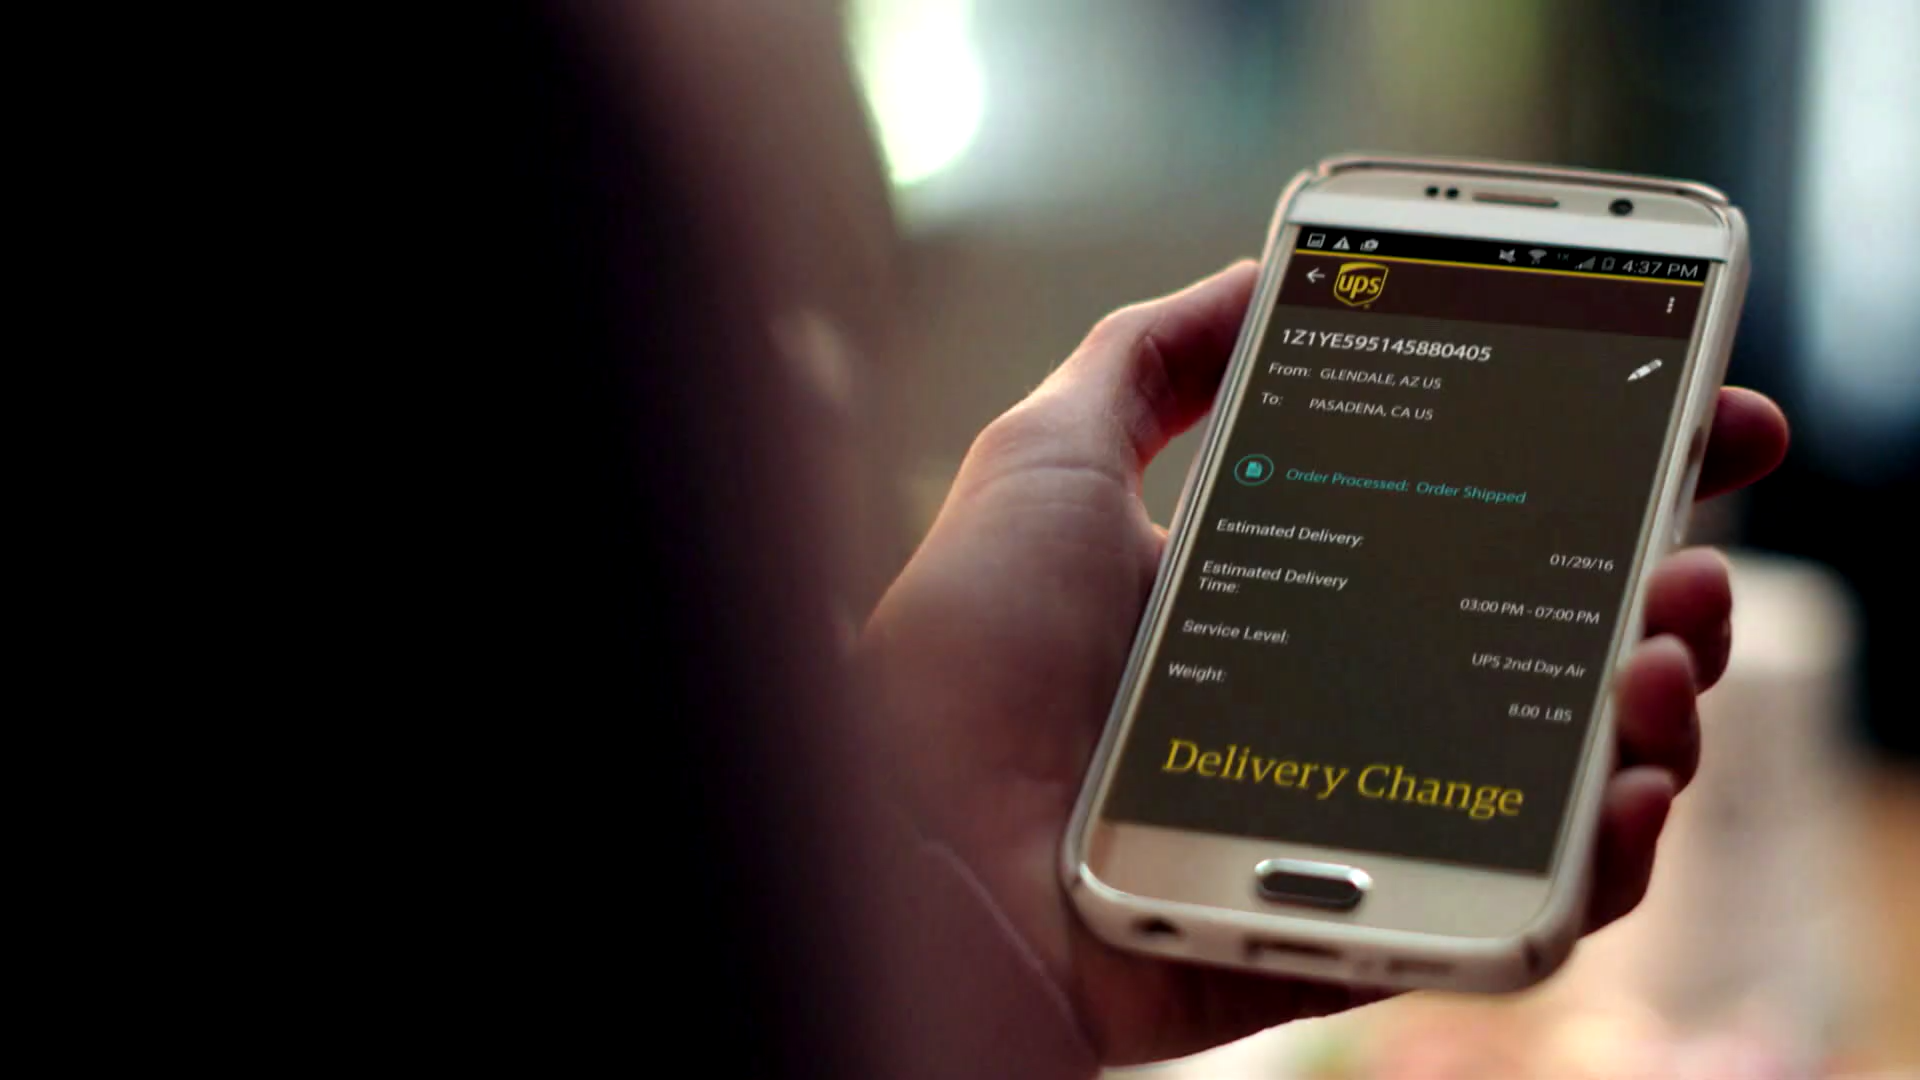 4:37 PM
ups
1Z1YE595145880405
From: GLENDALE, AZ US
To: PASADENA, CA US
Order Processed: Order Shipped
Estimated Delivery:
01/29/16
Estimated Delivery
Time:
03:00 PM - 07:00 PM
Service Level:
UPS 2nd Day Air
Weight:
8.00 LBS
Delivery Change